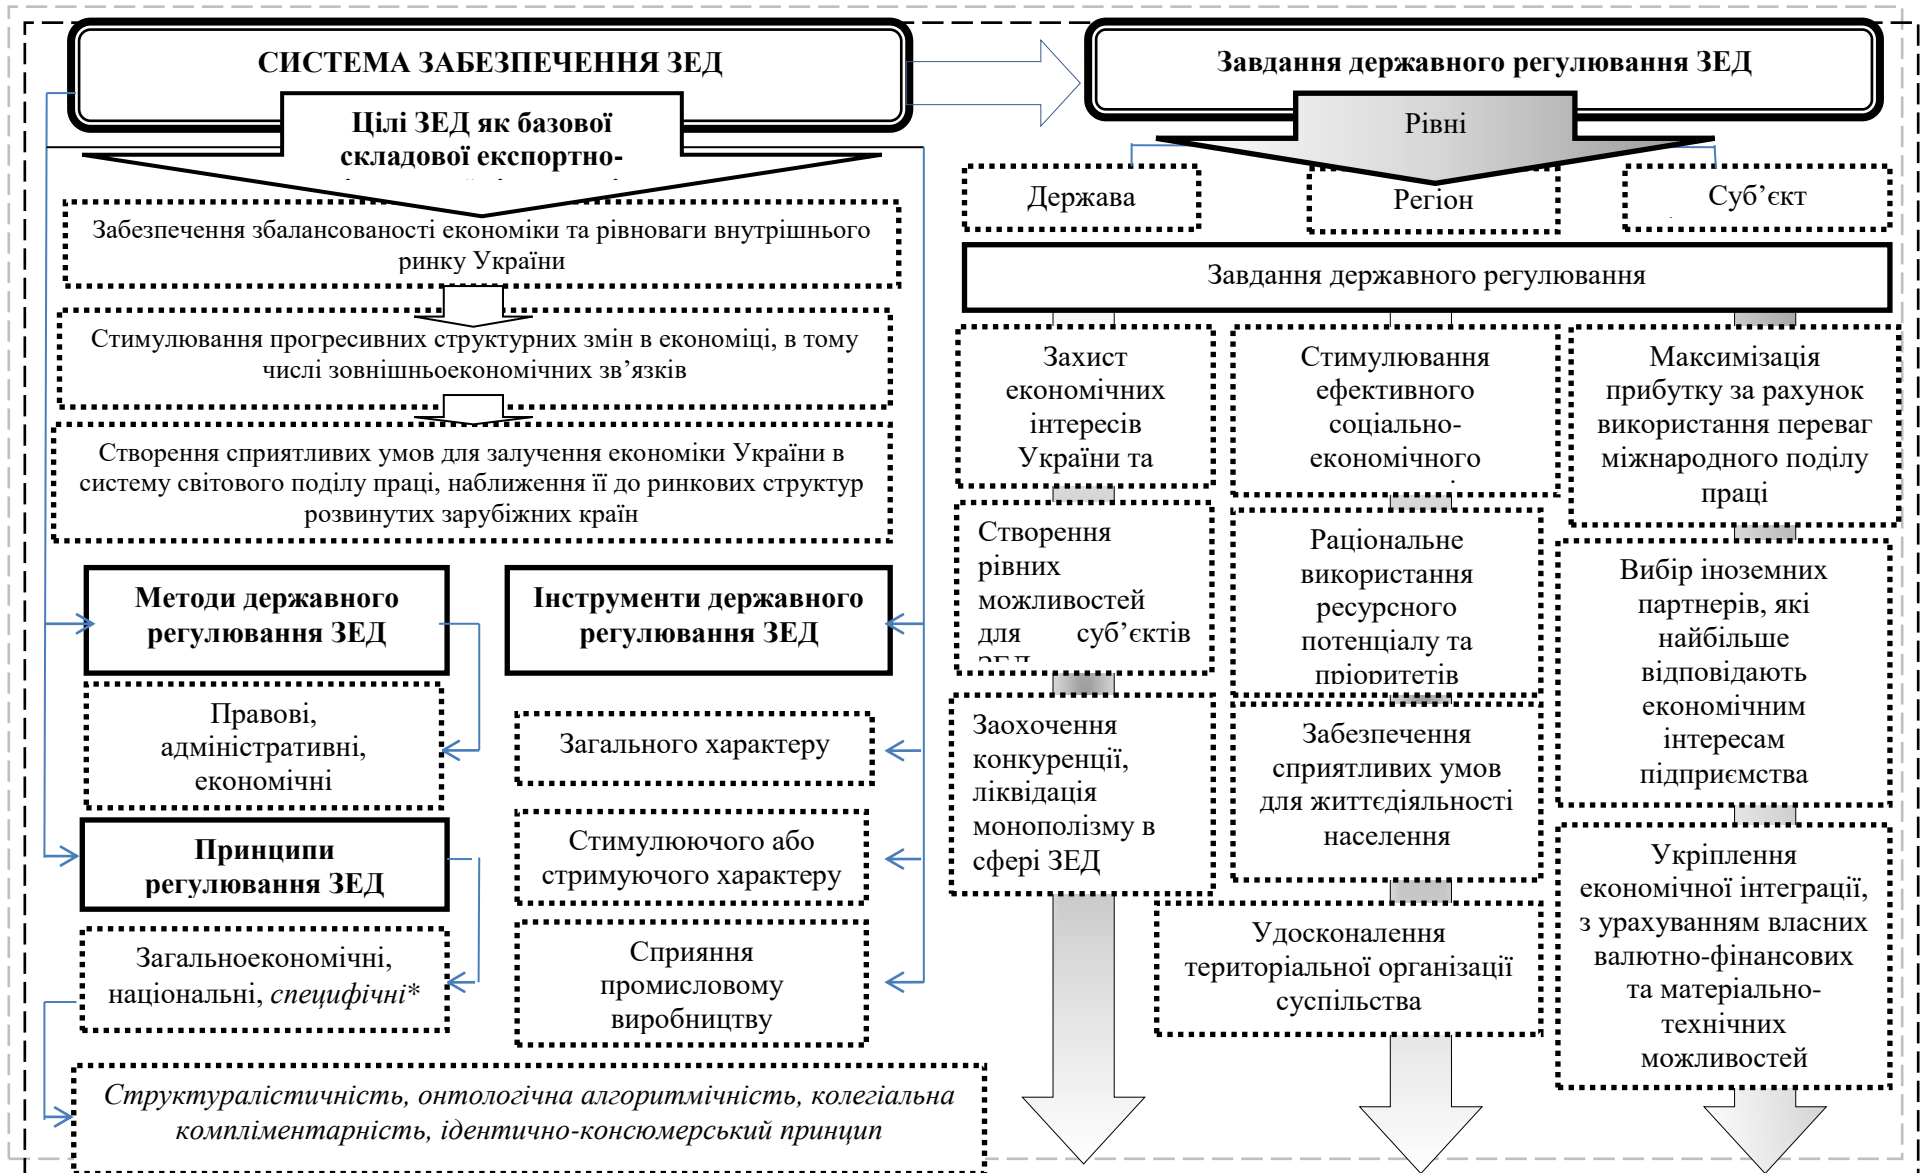 СИСТЕМА ЗАБЕЗПЕЧЕННЯ ЗЕД
Цілі ЗЕД як базової
складової експортно-
Забезпечення збалансованості економіки та рівноваги внутрішнього
ринку України
Стимулювання прогресивних структурних змін в економіці, в тому
числі зовнішньоекономічних зв’язків
Створення сприятливих умов для залучення економіки України в
систему світового поділу праці, наближення її до ринкових структур
розвинутих зарубіжних країн
Методи державного
регулювання ЗЕД
Правові,
адміністративні,
економічні
Принципи
регулювання ЗЕД
Загальноекономічні,
національні, специфічні*
Інструменти державного
регулювання ЗЕД
Загального характеру
Стимулюючого або
стримуючого характеру
Сприяння
промисловому
виробництву
Структуралістичність, онтологічна алгоритмічність, колегіальна
компліментарність, ідентично-консюмерський принцип
Завдання державного регулювання ЗЕД
Рівні
Держава
Регіон
Суб’єкт
Завдання державного регулювання
Захист
економічних
інтересів
України та
Створення
рівних
можливостей
для суб’єктів
ЗЕД
Заохочення
конкуренції,
ліквідація
монополізму в
сфері ЗЕД
Стимулювання
ефективного
соціально-
економічного
Раціональне
використання
ресурсного
потенціалу та
пріоритетів
Забезпечення
сприятливих умов
для життєдіяльності
населення
Удосконалення
територіальної організації
суспільства
Максимізація
прибутку за рахунок
використання переваг
міжнародного поділу
праці
Вибір іноземних
партнерів, які
найбільше
відповідають
економічним
інтересам
підприємства
Укріплення
економічної інтеграції,
з урахуванням власних
валютно-фінансових
та матеріально-
технічних
можливостей